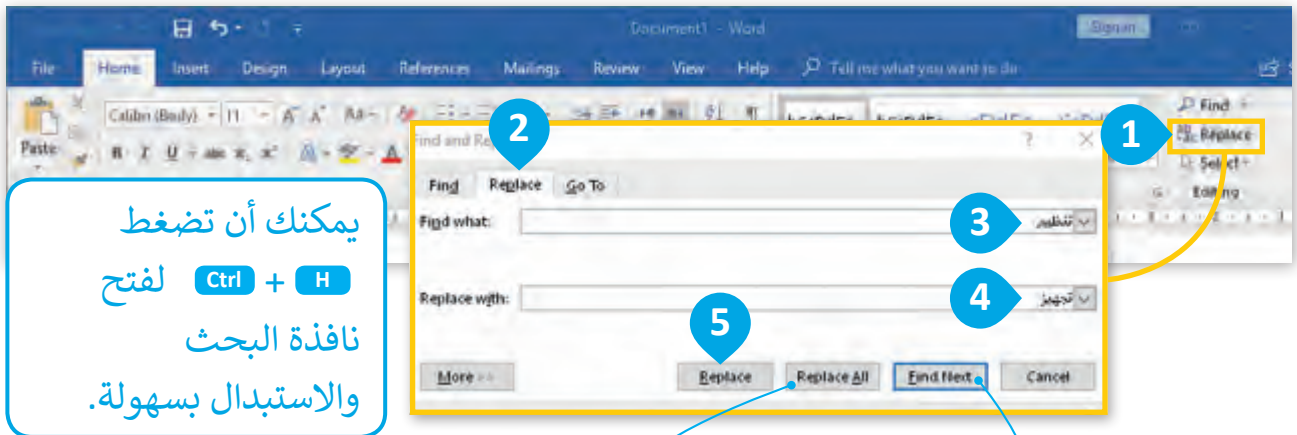 Document1 - Word
Sign in
File Home Insert Design Layout References Mailings Review View Help Tell me what you want to do
Paste
Calibri (Body) 11
Find
Replace
Select
Editing
1
2
Find and Re
Find Replace Go To
Find what:
3
تنظيم
Replace with:
4
تجهيز
5
More >>
Replace
Replace All
Find Next
Cancel
يمكنك أن تضغط
Ctrl + H لفتح
نافذة البحث
والاستبدال بسهولة.